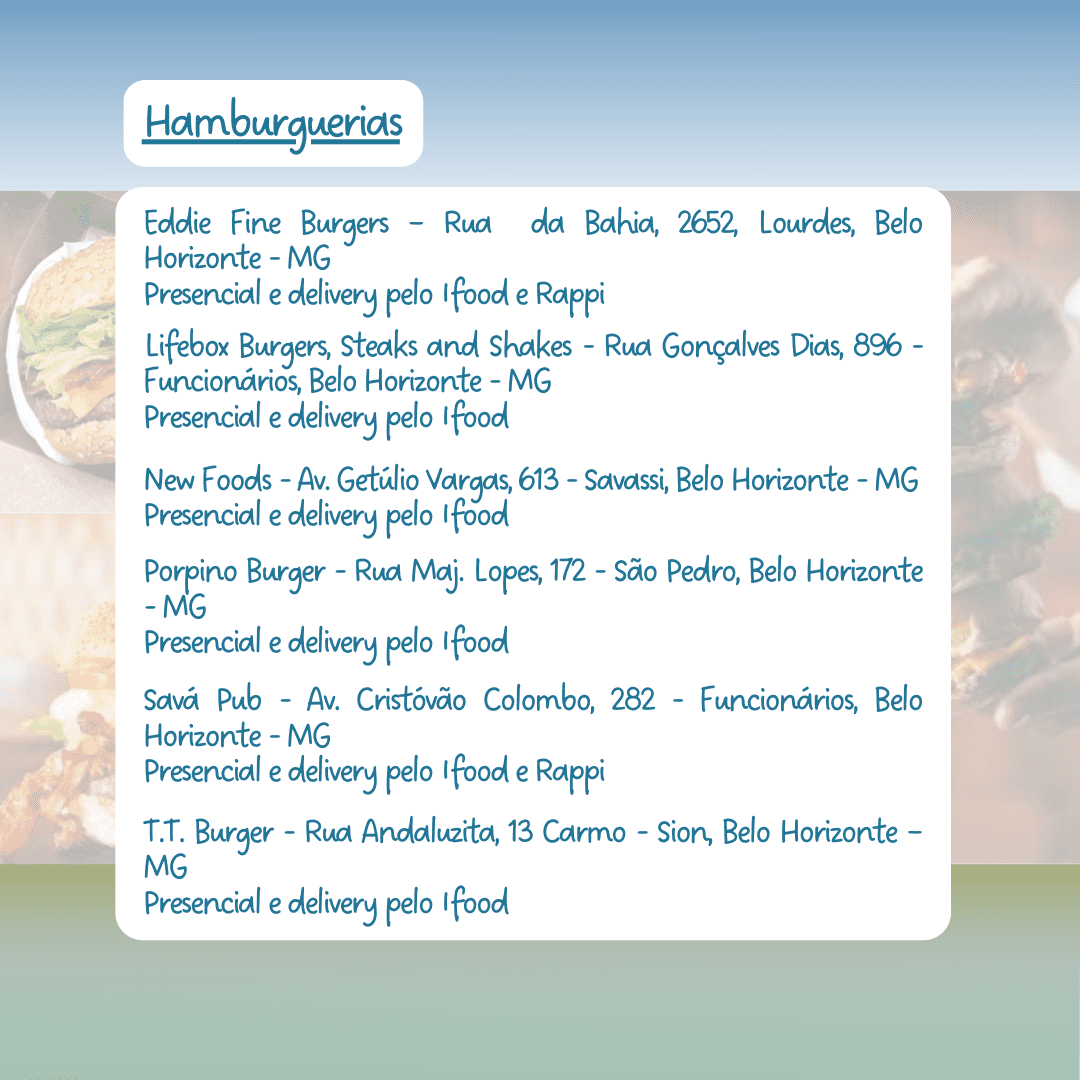 Hamburguerias
Eddie Fine Burgers – Rua da Bahia, 2652, Lourdes, Belo
Horizonte - MG
Presencial e delivery pelo Ifood e Rappi
Lifebox Burgers, Steaks and Shakes - Rua Gonçalves Dias, 896 -
Funcionários, Belo Horizonte - MG
Presencial e delivery pelo Ifood
New Foods - Av. Getúlio Vargas, 613 - Savassi, Belo Horizonte - MG
Presencial e delivery pelo Ifood
Porpino Burger - Rua Maj. Lopes, 172 - São Pedro, Belo Horizonte
- MG
Presencial e delivery pelo Ifood
Savá Pub - Av. Cristóvão Colombo, 282 - Funcionários, Belo
Horizonte - MG
Presencial e delivery pelo Ifood e Rappi
T.T. Burger - Rua Andaluzita, 13 Carmo - Sion, Belo Horizonte –
MG
Presencial e delivery pelo Ifood